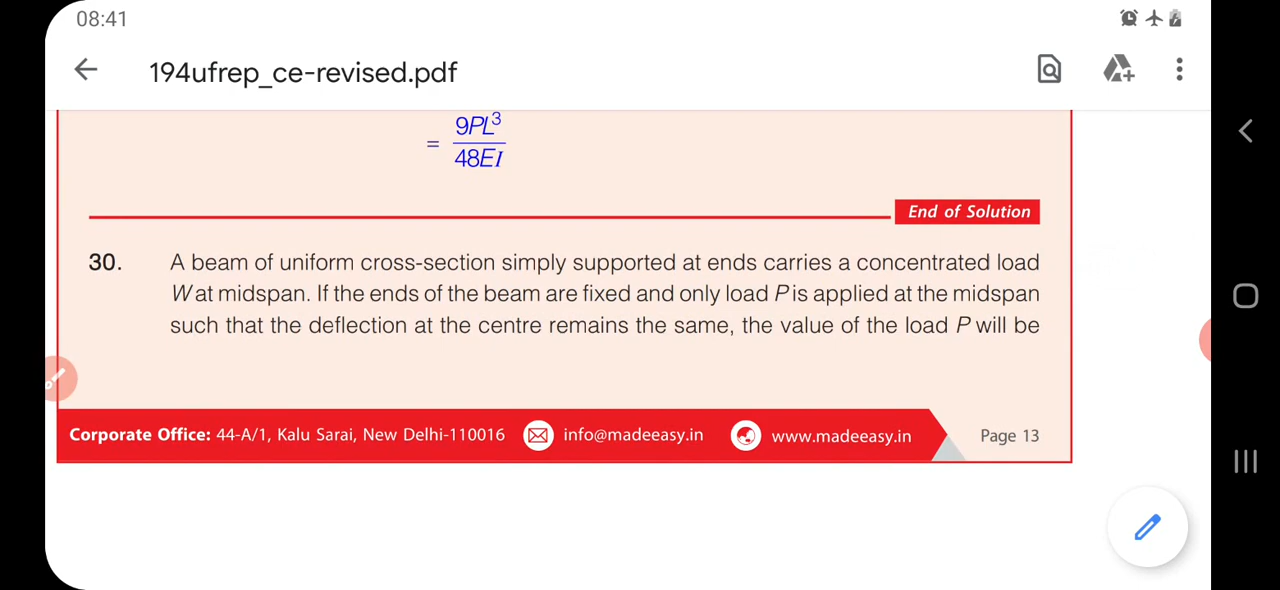 08:41
194ufrep_ce-revised.pdf
= 9PL³
48EI
End of Solution
30. A beam of uniform cross-section simply supported at ends carries a concentrated load
W at midspan. If the ends of the beam are fixed and only load P is applied at the midspan
such that the deflection at the centre remains the same, the value of the load P will be
Corporate Office: 44-A/1, Kalu Sarai, New Delhi-110016 info@madeeasy.in www.madeeasy.in Page 13